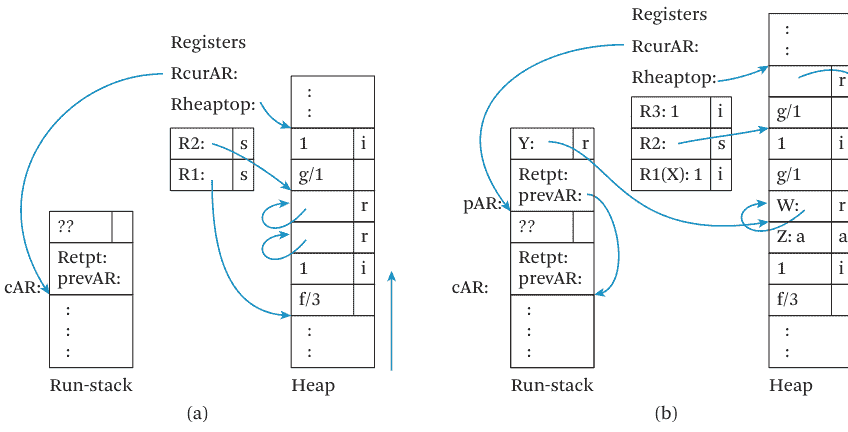 Registers
RcurAR:
Rheaptop:
R2: s
R1: s
??
Retpt:
prevAR:
cAR:
:
:
:
Run-stack
:
:
1 i
g/1
r
r
1 i
f/3
:
:
Heap
(a)
Registers
RcurAR:
Rheaptop:
R3: 1 i
R2: s
R1(X): 1 i
Y: r
Retpt:
prevAR:
pAR:
??
Retpt:
prevAR:
cAR:
:
:
:
Run-stack
:
:
r
g/1
1 i
g/1
W: r
Z: a a
1 i
f/3
:
:
Heap
(b)